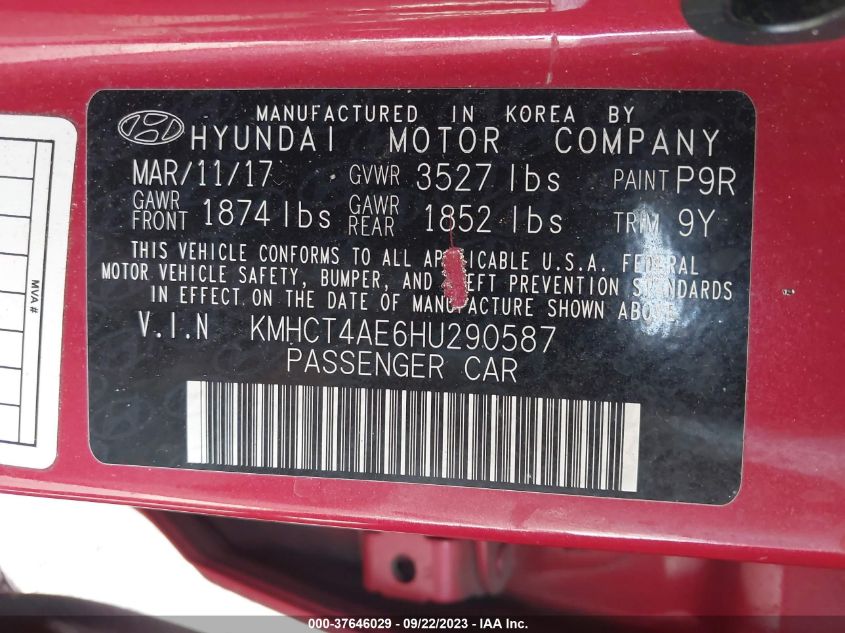 MANUFACTURED IN KOREA BY
HYUNDAI MOTOR COMPANY
MAR/11/17 GVWR 3527 lbs PAINT P9R
GAWR FRONT 1874 lbs GAWR REAR 1852 lbs TRIM 9Y
THIS VEHICLE CONFORMS TO ALL AP ICABLE U.S.A. FEDERAL
MOTOR VEHICLE SAFETY, BUMPER, AND EFT PREVENTION STANDARDS
IN EFFECT ON THE DATE OF MANUFACTURE SHOWN ABOVE
V.I.N KMHCT4AE6HU290587
PASSENGER CAR
MVA#
000-37646029 - 09/22/2023 - IAA Inc.